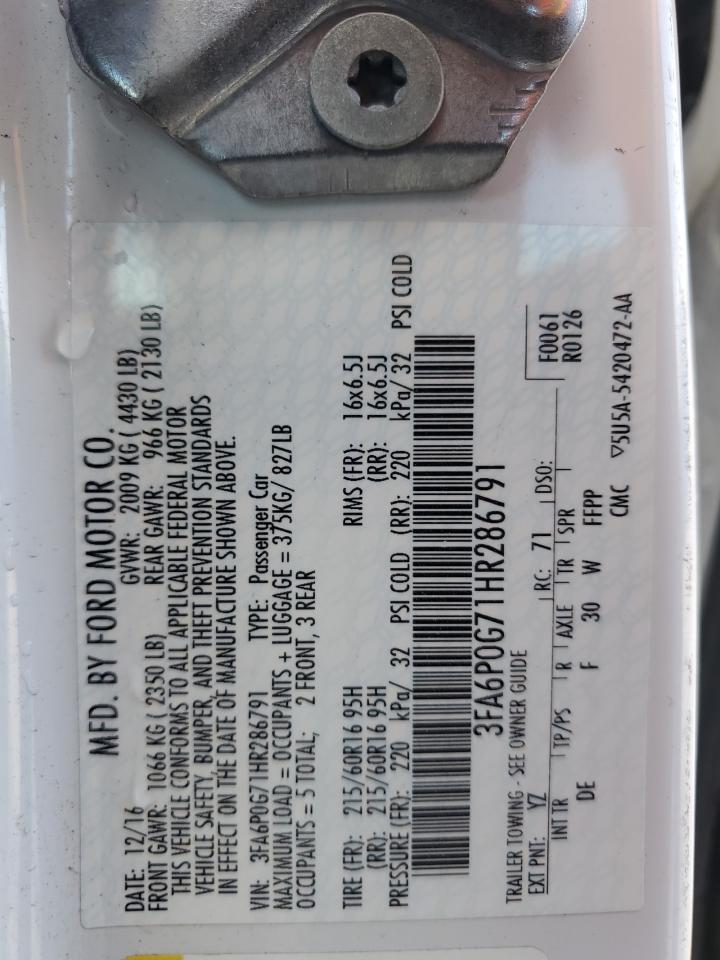 MFD. BY FORD MOTOR CO.
DATE: 12/16 GVWR: 2009 KG ( 4430 LB)
FRONT GAWR: 1066 KG ( 2350 LB) REAR GAWR: 966 KG ( 2130 LB)
THIS VEHICLE CONFORMS TO ALL APPLICABLE FEDERAL MOTOR
VEHICLE SAFETY, BUMPER, AND THEFT PREVENTION STANDARDS
IN EFFECT ON THE DATE OF MANUFACTURE SHOWN ABOVE.
VIN: 3FA6P0G71HR286791 TYPE: Passenger Car
MAXIMUM LOAD = OCCUPANTS + LUGGAGE = 375KG/ 827LB
OCCUPANTS = 5 TOTAL; 2 FRONT, 3 REAR
TIRE (FR): 215/60R16 95H RIMS (FR): 16x6.5J
(RR): 215/60R16 95H (RR): 16x6.5J
PRESSURE (FR): 220 kPa/ 32 PSI COLD (RR): 220 kPa/ 32 PSI COLD
3FA6P0G71HR286791
TRAILER TOWING - SEE OWNER GUIDE
EXT PNT: YZ RC: 71 DSO: F0061
R0126
INT TR TP/PS R AXLE TR SPR
DE F 30 W FFPP
CMC ▽5U5A-5420472-AA